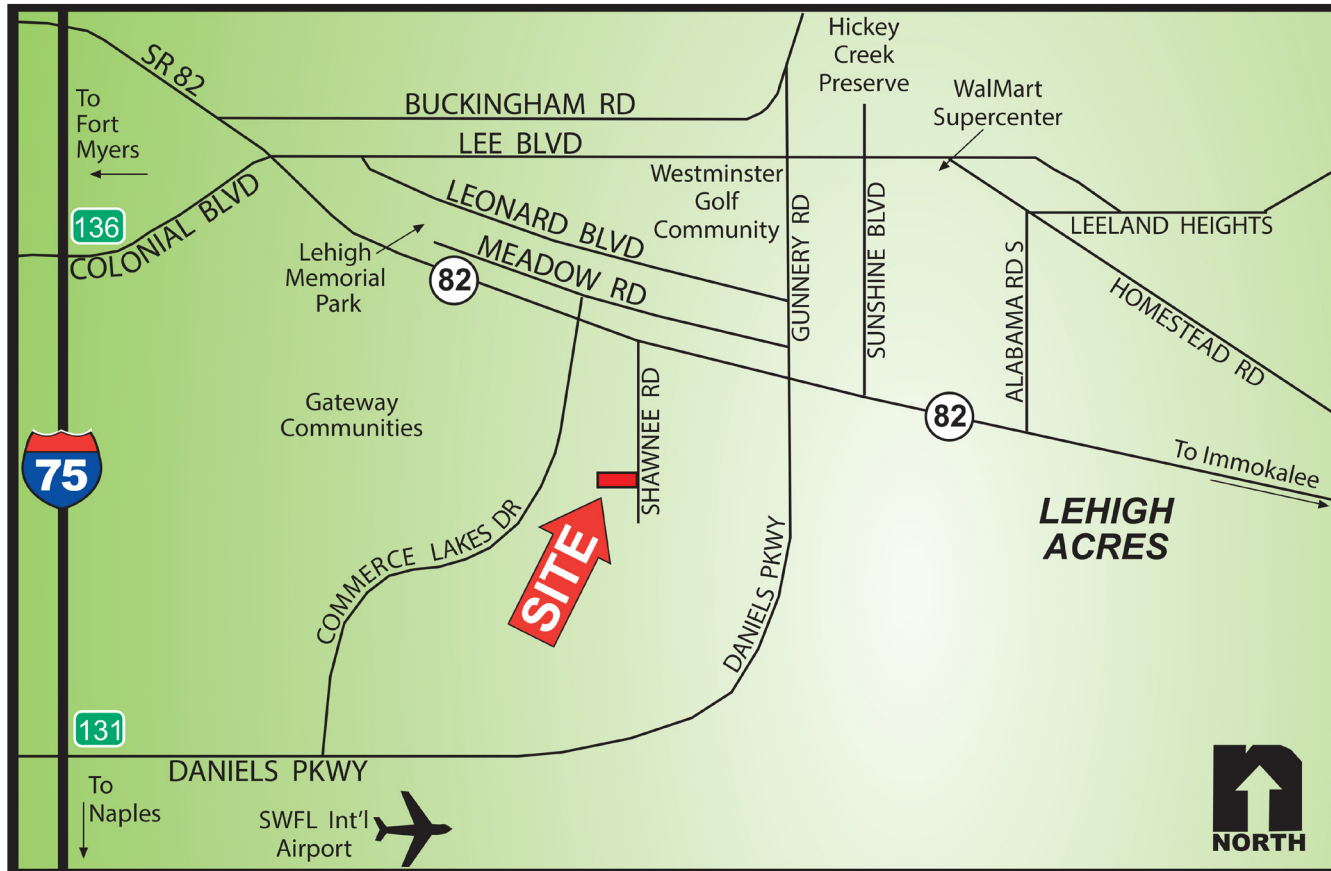 SR 82
To
Fort
Myers
BUCKINGHAM RD
Hickey
Creek
Preserve
WalMart
Supercenter
LEE BLVD
136
COLONIAL BLVD
LEONARD BLVD
Westminster
Golf
Community
GUNNERY RD
SUNSHINE BLVD
LEELAND HEIGHTS
Lehigh
Memorial
Park
82
MEADOW RD
ALABAMA RD S
HOMESTEAD RD
Gateway
Communities
SHAWNEE RD
82
To Immokalee
75
LEHIGH
ACRES
COMMERCE LAKES DR
SITE
DANIELS PKWY
131
DANIELS PKWY
To
Naples
SWFL Int'l
Airport
n
NORTH